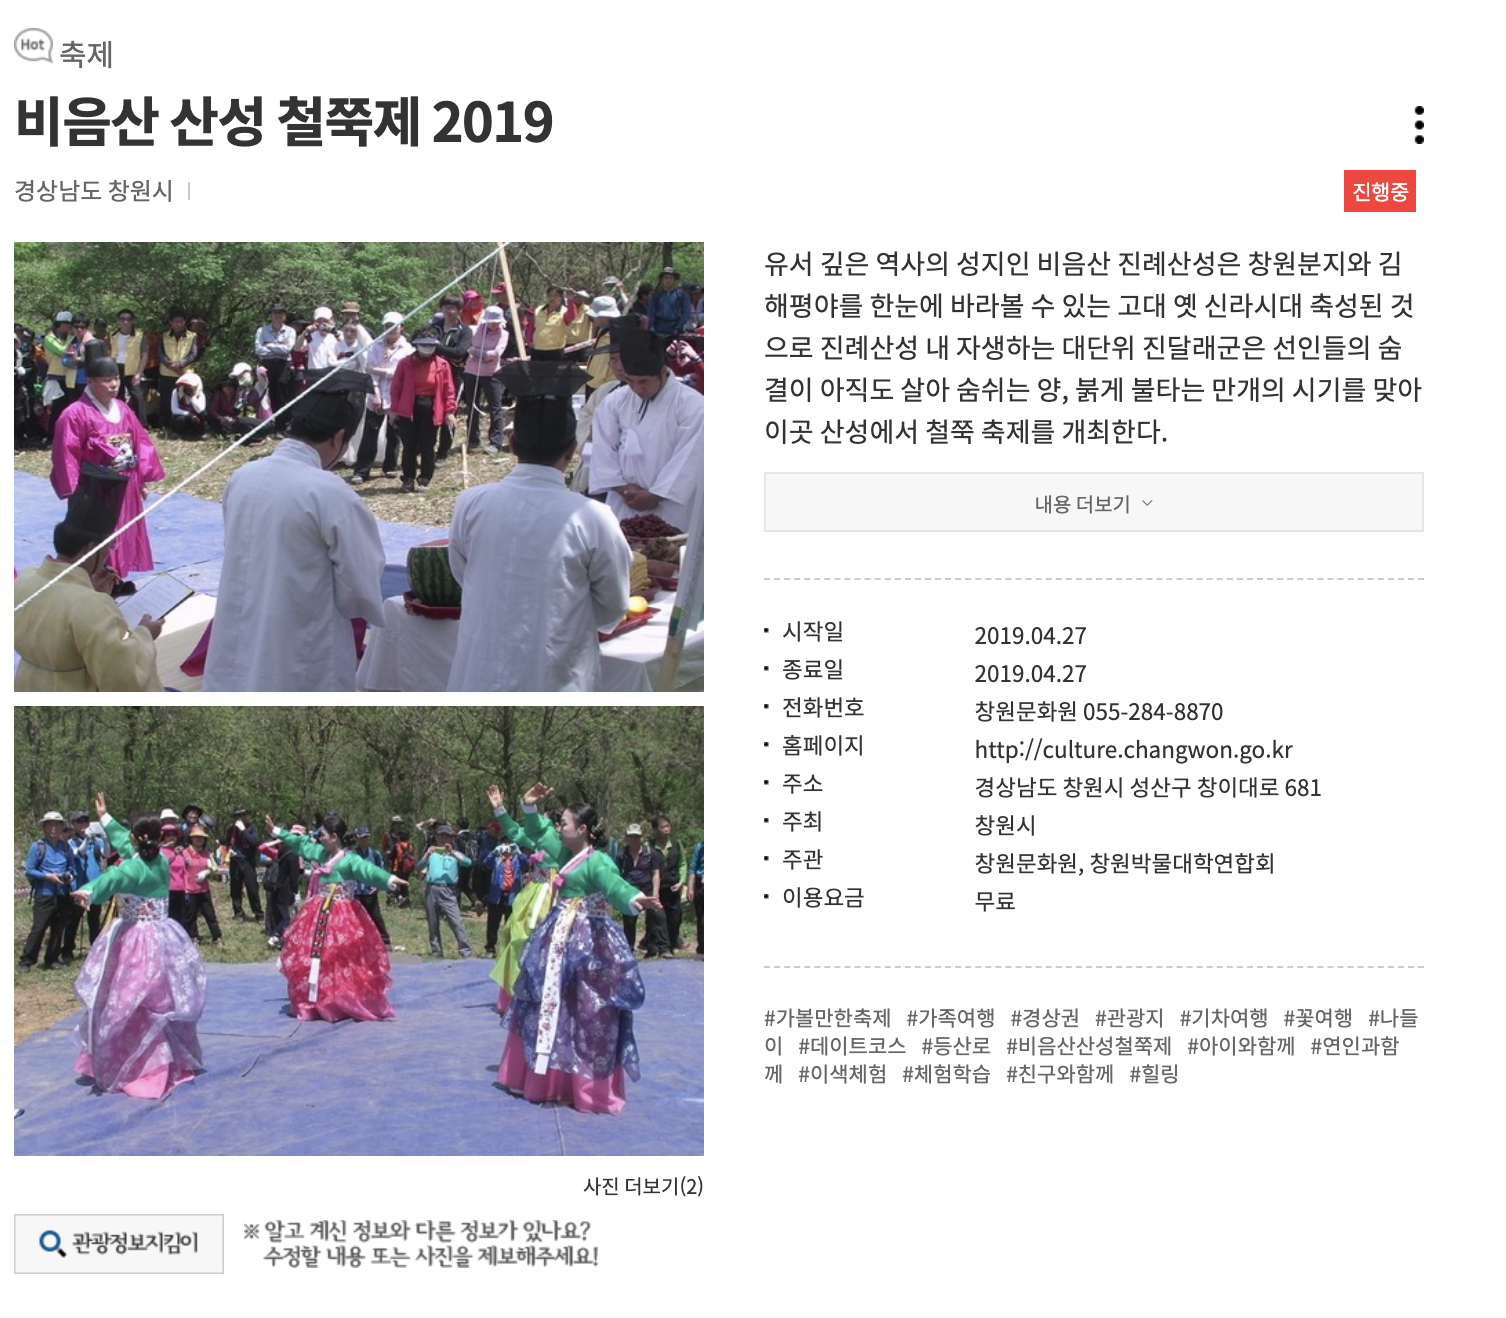 Hot 축제
비음산 산성 철쭉제 2019
경상남도 창원시
진행중
유서 깊은 역사의 성지인 비음산 진례산성은 창원분지와 김
해평야를 한눈에 바라볼 수 있는 고대 옛 신라시대 축성된 것
으로 진례산성 내 자생하는 대단위 진달래군은 선인들의 숨
결이 아직도 살아 숨쉬는 양, 붉게 불타는 만개의 시기를 맞아
이곳 산성에서 철쭉 축제를 개최한다.
내용 더보기
· 시작일 2019.04.27
· 종료일 2019.04.27
· 전화번호 창원문화원 055-284-8870
· 홈페이지 http://culture.changwon.go.kr
· 주소 경상남도 창원시 성산구 창이대로 681
· 주최 창원시
· 주관 창원문화원, 창원박물대학연합회
· 이용요금 무료
#가볼만한축제 #가족여행 #경상권 #관광지 #기차여행 #꽃여행 #나들
이 #데이트코스 #등산로 #비음산산성철쭉제 #아이와함께 #연인과함
께 #이색체험 #체험학습 #친구와함께 #힐링
사진 더보기(2)
관광정보지킴이
※ 알고 계신 정보와 다른 정보가 있나요?
수정할 내용 또는 사진을 제보해주세요!